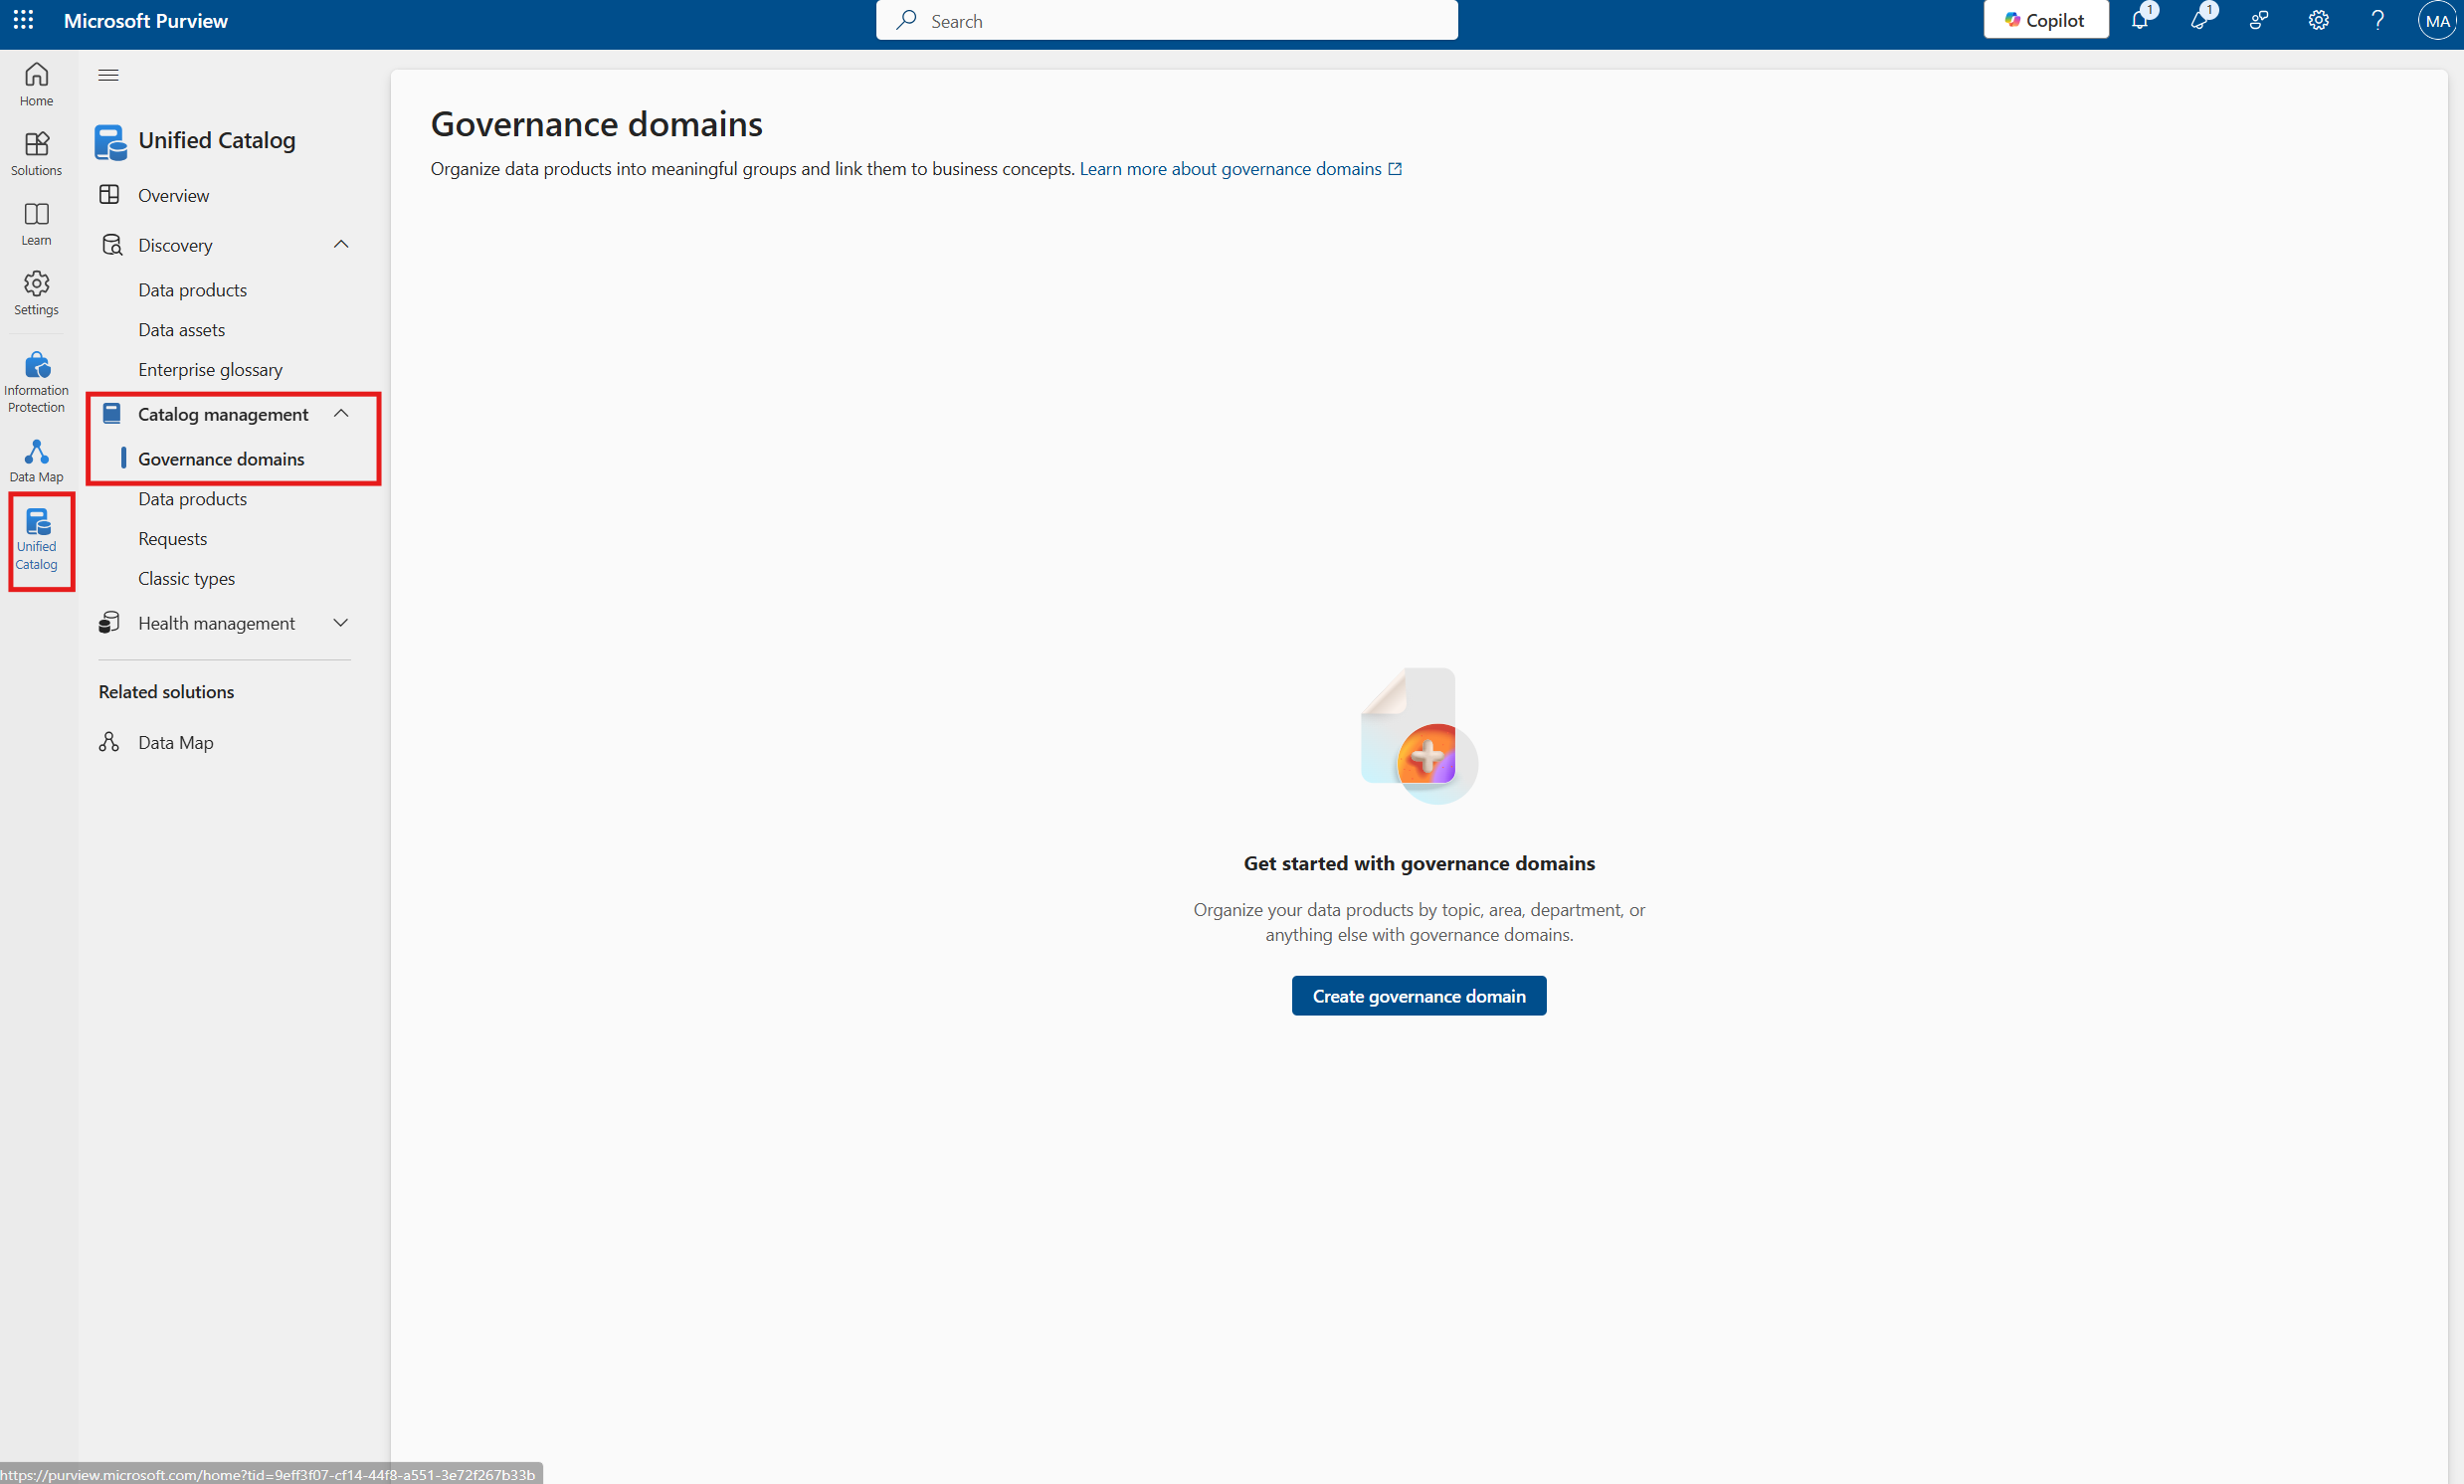 Microsoft Purview
Search
Copilot
1
1
MA
Home
Solutions
Learn
Settings
Information
Protection
Data Map
Unified
Catalog
Unified Catalog
Overview
Discovery
Data products
Data assets
Enterprise glossary
Catalog management
Governance domains
Data products
Requests
Classic types
Health management
Related solutions
Data Map
Governance domains
Organize data products into meaningful groups and link them to business concepts. Learn more about governance domains
Get started with governance domains
Organize your data products by topic, area, department, or
anything else with governance domains.
Create governance domain
https://purview.microsoft.com/home?tid=9eff3f07-cf14-44f8-a551-3e72f267b33b